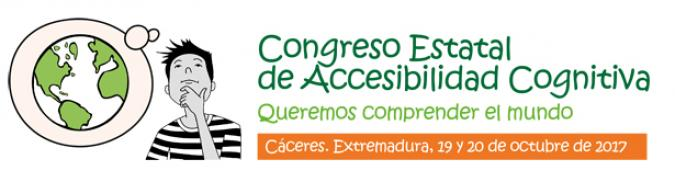 Congreso Estatal
de Accesibilidad Cognitiva
Queremos comprender el mundo
Cáceres. Extremadura, 19 y 20 de octubre de 2017